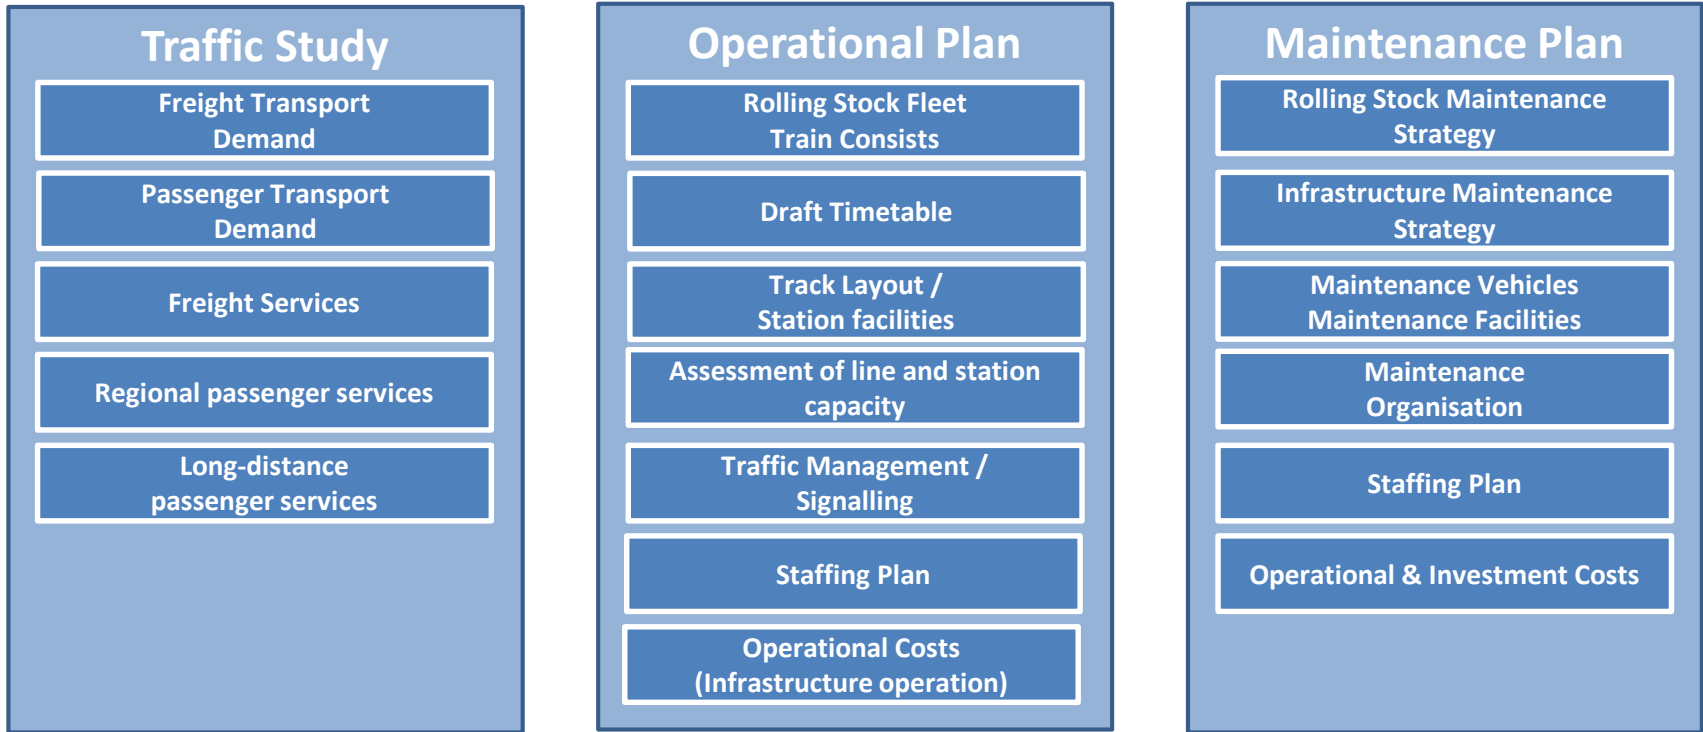 Traffic Study
Freight Transport
Demand
Passenger Transport
Demand
Freight Services
Regional passenger services
Long-distance
passenger services
Operational Plan
Rolling Stock Fleet
Train Consists
Draft Timetable
Track Layout /
Station facilities
Assessment of line and station
capacity
Traffic Management /
Signalling
Staffing Plan
Operational Costs
(Infrastructure operation)
Maintenance Plan
Rolling Stock Maintenance
Strategy
Infrastructure Maintenance
Strategy
Maintenance Vehicles
Maintenance Facilities
Maintenance
Organisation
Staffing Plan
Operational & Investment Costs